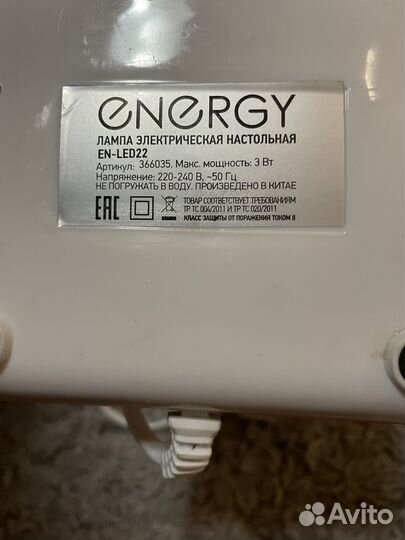 ENERGY
ЛАМПА ЭЛЕКТРИЧЕСКАЯ НАСТОЛЬНАЯ
EN-LED22
Артикул: 366035. Макс. мощность: 3 Вт
Напряжение: 220-240 В, ~50 Гц
НЕ ПОГРУЖАТЬ В ВОДУ. ПРОИЗВЕДЕНО В КИТАЕ
EAC
ТОВАР СООТВЕТСТВУЕТ ТРЕБОВАНИЯМ
ТР ТС 004/2011 И ТР ТС 020/2011
КЛАСС ЗАЩИТЫ ОТ ПОРАЖЕНИЯ ТОКОМ II
Avito